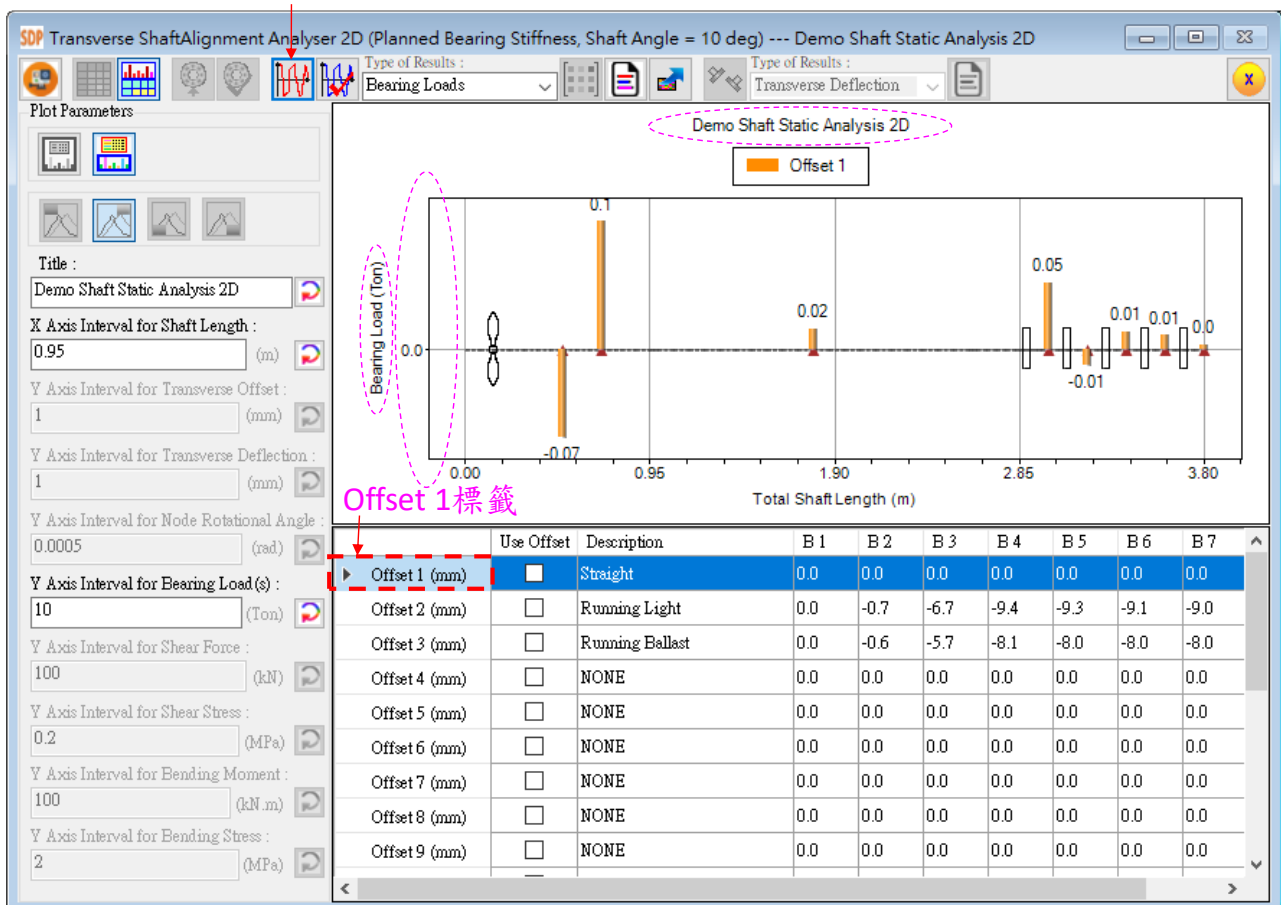 SDP Transverse ShaftAlignment Analyser 2D (Planned Bearing Stiffness, Shaft Angle = 10 deg) --- Demo Shaft Static Analysis 2D
Type of Results :
Bearing Loads
Type of Results :
Transverse Deflection
x
Plot Parameters
Title :
Demo Shaft Static Analysis 2D
X Axis Interval for Shaft Length :
0.95 (m)
Y Axis Interval for Transverse Offset :
1 (mm)
Y Axis Interval for Transverse Deflection :
1 (mm)
Y Axis Interval for Node Rotational Angle :
0.0005 (rad)
Y Axis Interval for Bearing Load(s) :
10 (Ton)
Y Axis Interval for Shear Force :
100 (kN)
Y Axis Interval for Shear Stress :
0.2 (MPa)
Y Axis Interval for Bending Moment :
100 (kN.m)
Y Axis Interval for Bending Stress :
2 (MPa)
Demo Shaft Static Analysis 2D
Offset 1
Bearing Load (Ton)
0.0
-0.07
0.1
0.02
0.05
-0.01
0.01
0.01
0.0
0.00 0.95 1.90 2.85 3.80
Total Shaft Length (m)
Offset 1標籤
Use Offset Description B 1 B 2 B 3 B 4 B 5 B 6 B 7
Offset 1 (mm) Straight 0.0 0.0 0.0 0.0 0.0 0.0 0.0
Offset 2 (mm) Running Light 0.0 -0.7 -6.7 -9.4 -9.3 -9.1 -9.0
Offset 3 (mm) Running Ballast 0.0 -0.6 -5.7 -8.1 -8.0 -8.0 -8.0
Offset 4 (mm) NONE 0.0 0.0 0.0 0.0 0.0 0.0 0.0
Offset 5 (mm) NONE 0.0 0.0 0.0 0.0 0.0 0.0 0.0
Offset 6 (mm) NONE 0.0 0.0 0.0 0.0 0.0 0.0 0.0
Offset 7 (mm) NONE 0.0 0.0 0.0 0.0 0.0 0.0 0.0
Offset 8 (mm) NONE 0.0 0.0 0.0 0.0 0.0 0.0 0.0
Offset 9 (mm) NONE 0.0 0.0 0.0 0.0 0.0 0.0 0.0